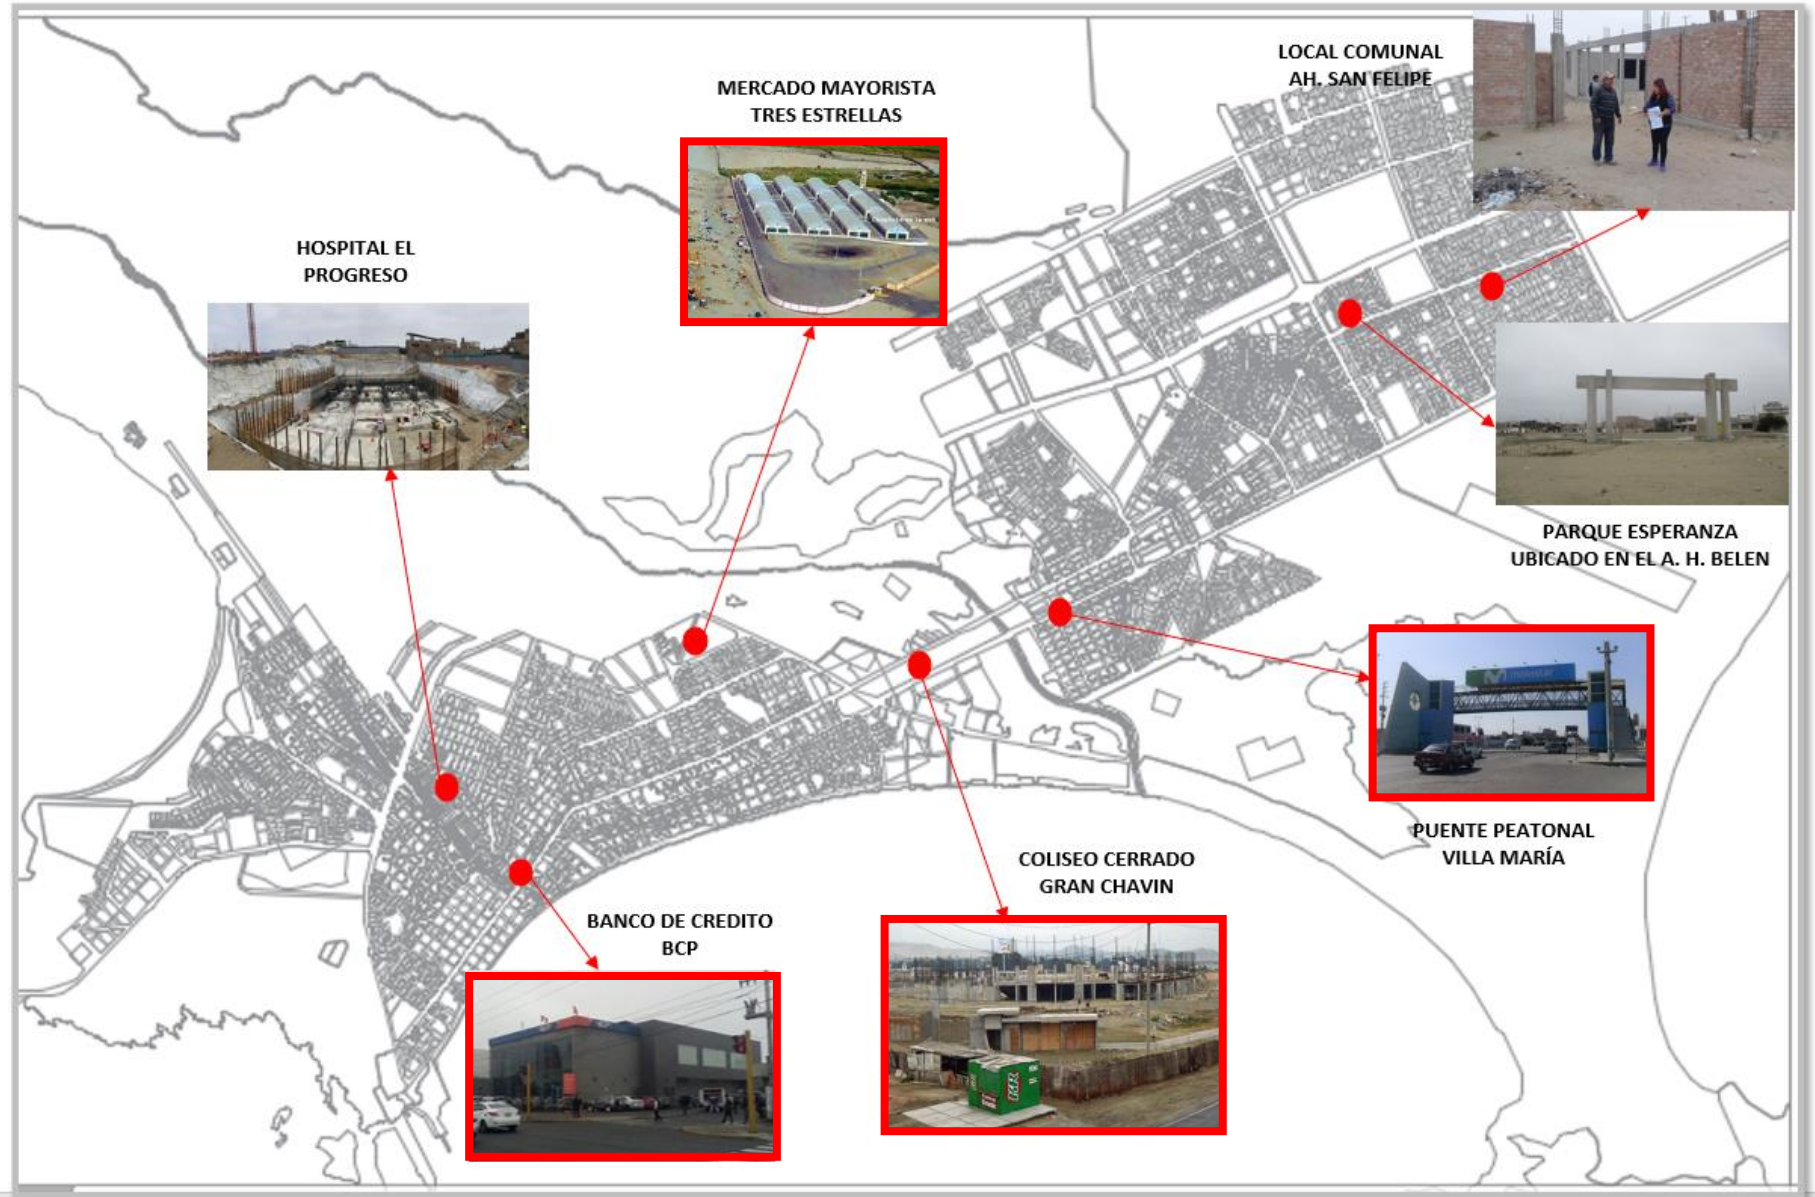 LOCAL COMUNAL
AH. SAN FELIPE
MERCADO MAYORISTA
TRES ESTRELLAS
HOSPITAL EL
PROGRESO
PARQUE ESPERANZA
UBICADO EN EL A. H. BELEN
movistar
PUENTE PEATONAL
VILLA MARÍA
COLISEO CERRADO
GRAN CHAVIN
BANCO DE CREDITO
BCP